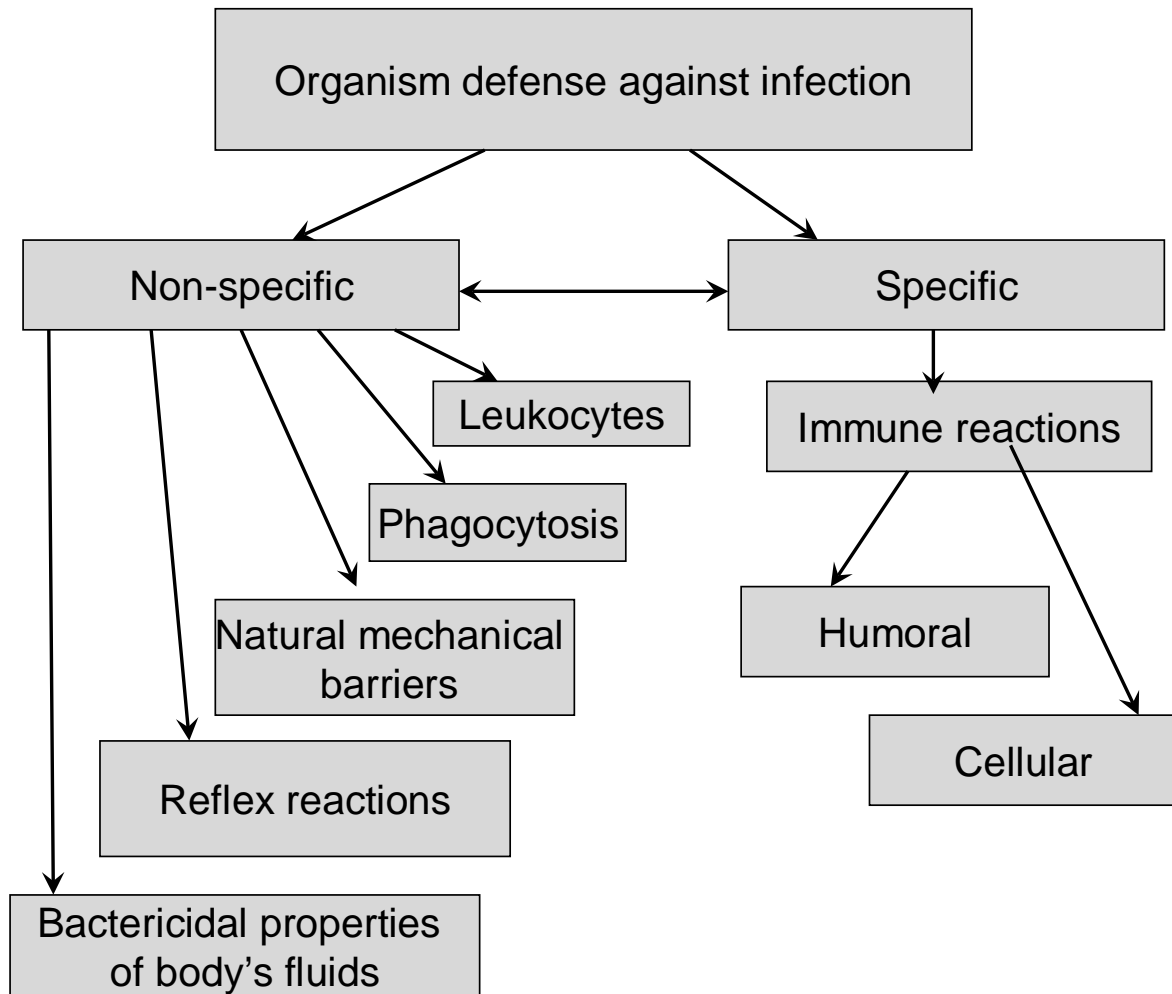 Organism defense against infection
Non-specific
Specific
Leukocytes
Immune reactions
Phagocytosis
Natural mechanical
barriers
Humoral
Reflex reactions
Cellular
Bactericidal properties
of body’s fluids